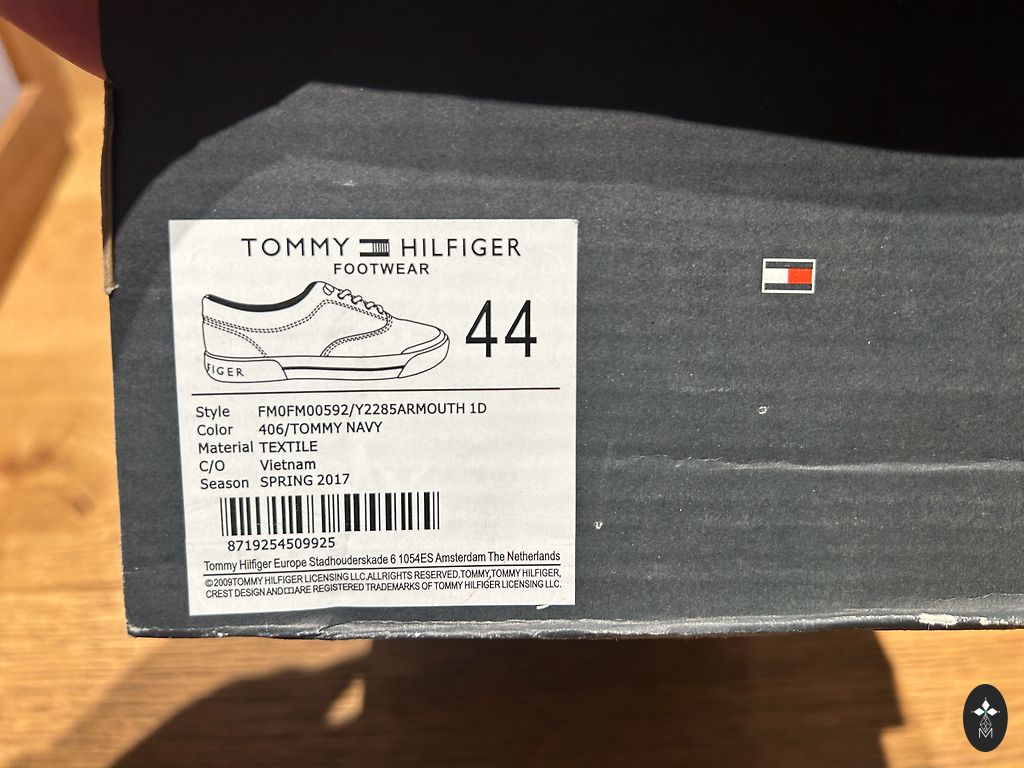 TOMMY HILFIGER
FOOTWEAR
44
FIGER
Style FM0FM00592/Y2285ARMOUTH 1D
Color 406/TOMMY NAVY
Material TEXTILE
C/O Vietnam
Season SPRING 2017
8719254509925
Tommy Hilfiger Europe Stadhouderskade 6 1054ES Amsterdam The Netherlands
©2009TOMMY HILFIGER LICENSING LLC.ALLRIGHTS RESERVED.TOMMY,TOMMY HILFIGER,
CREST DESIGN AND ARE REGISTERED TRADEMARKS OF TOMMY HILFIGER LICENSING LLC.
M